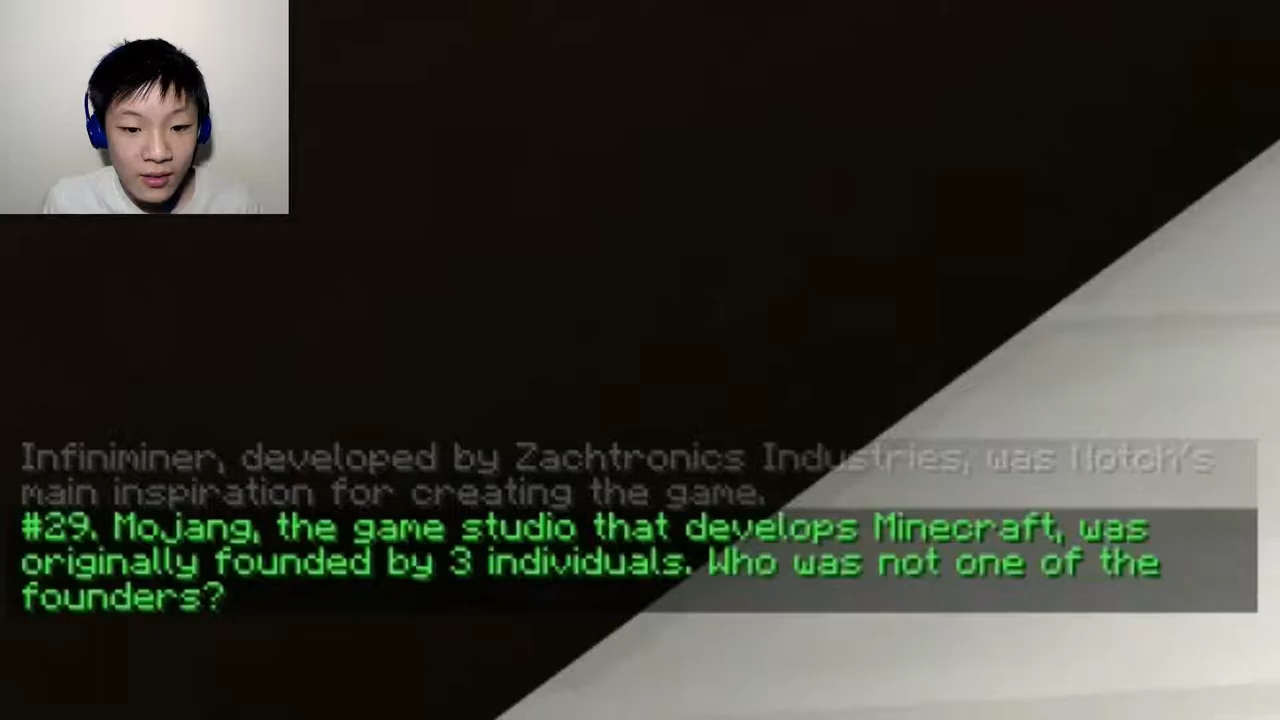 Infiniminer, developed by Zachtronics Industries, was Notch's
main inspiration for creating the game.
#29. Mojang, the game studio that develops Minecraft, was
originally founded by 3 individuals. Who was not one of the
founders?